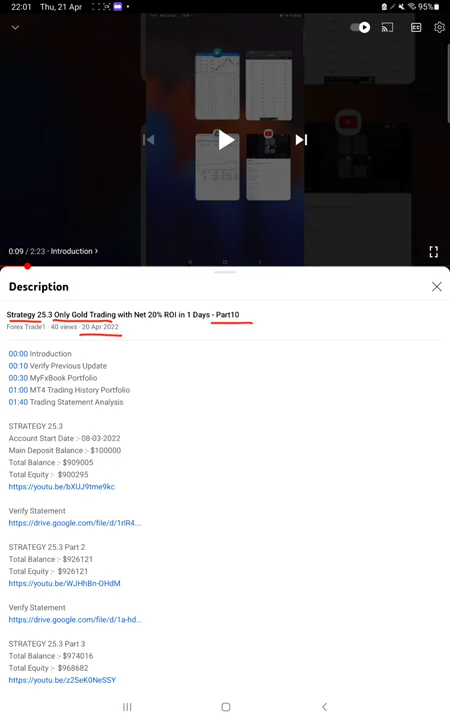 22:01 Thu, 21 Apr
95%
CC
0:09 / 2:23 · Introduction >
Description
Strategy 25.3 Only Gold Trading with Net 20% ROI in 1 Days - Part10
Forex Trade1 · 40 views · 20 Apr 2022
00:00 Introduction
00:10 Verify Previous Update
00:30 MyFxBook Portfolio
01:00 MT4 Trading History Portfolio
01:40 Trading Statement Analysis
STRATEGY 25.3
Account Start Date :- 08-03-2022
Main Deposit Balance :- $100000
Total Balance :- $909005
Total Equity :- $900295
https://youtu.be/bXUJ9tme9kc
Verify Statement
https://drive.google.com/file/d/1rlR4...
STRATEGY 25.3 Part 2
Total Balance :- $926121
Total Equity :- $926121
https://youtu.be/WJHhBn-OHdM
Verify Statement
https://drive.google.com/file/d/1a-hd...
STRATEGY 25.3 Part 3
Total Balance :- $974016
Total Equity :- $968682
https://youtu.be/z2SeK0NeSSY